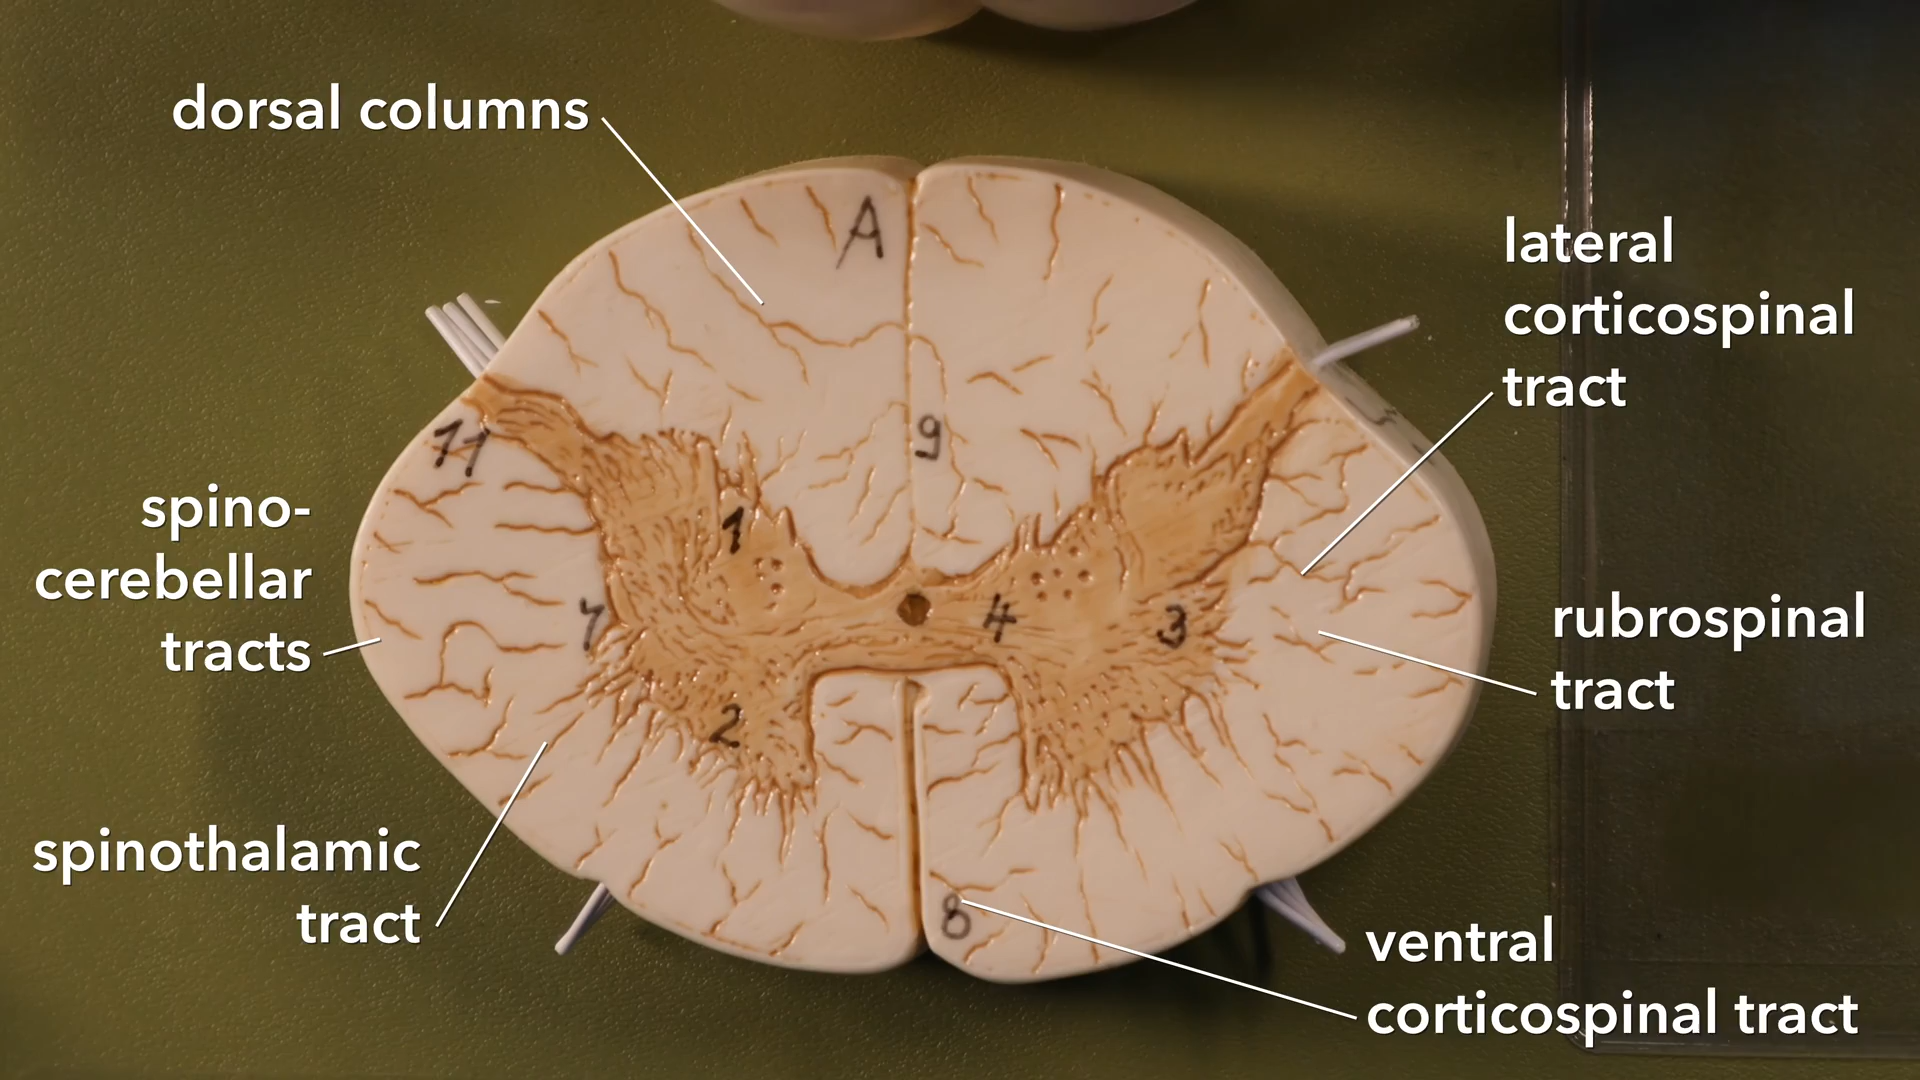 dorsal columns
A
lateral
corticospinal
tract
9
11
spino-
cerebellar
tracts
1
7
4
3
rubrospinal
tract
2
spinothalamic
tract
8
ventral
corticospinal tract